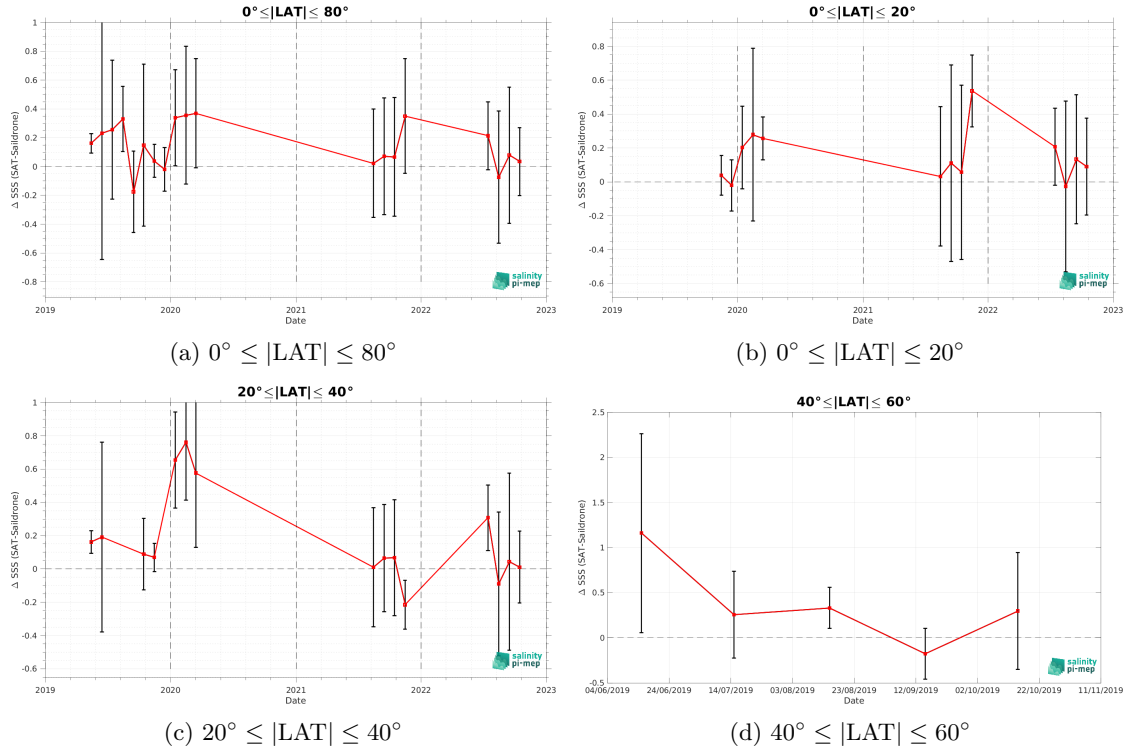 0°≤|LAT|≤ 80°
Δ SSS (SAT-Saildrone)
1
0.8
0.6
0.4
0.2
0
-0.2
-0.4
-0.6
-0.8
2019 2020 2021 2022 2023
Date
salinity
pi-mep
(a) 0° ≤ |LAT| ≤ 80°
0°≤|LAT|≤ 20°
Δ SSS (SAT-Saildrone)
0.8
0.6
0.4
0.2
0
-0.2
-0.4
-0.6
2019 2020 2021 2022 2023
Date
salinity
pi-mep
(b) 0° ≤ |LAT| ≤ 20°
20°≤|LAT|≤ 40°
Δ SSS (SAT-Saildrone)
1
0.8
0.6
0.4
0.2
0
-0.2
-0.4
-0.6
2019 2020 2021 2022 2023
Date
salinity
pi-mep
(c) 20° ≤ |LAT| ≤ 40°
40°≤|LAT|≤ 60°
Δ SSS (SAT-Saildrone)
2.5
2
1.5
1
0.5
0
-0.5
04/06/2019 24/06/2019 14/07/2019 03/08/2019 23/08/2019 12/09/2019 02/10/2019 22/10/2019 11/11/2019
Date
salinity
pi-mep
(d) 40° ≤ |LAT| ≤ 60°